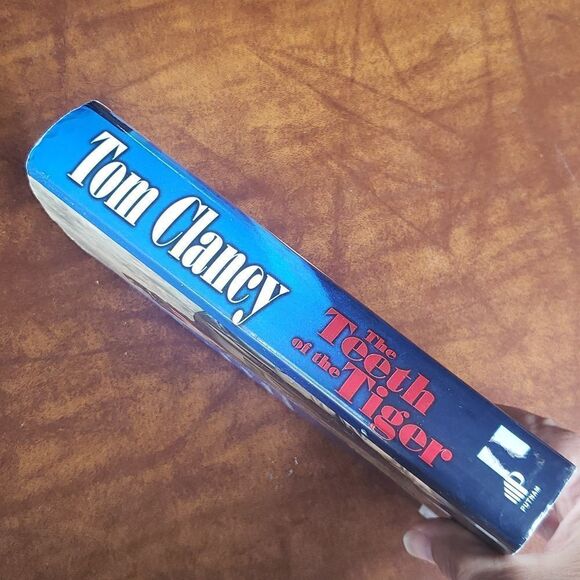 Tom Clancy
The
Teeth
of the
Tiger
PUTNAM